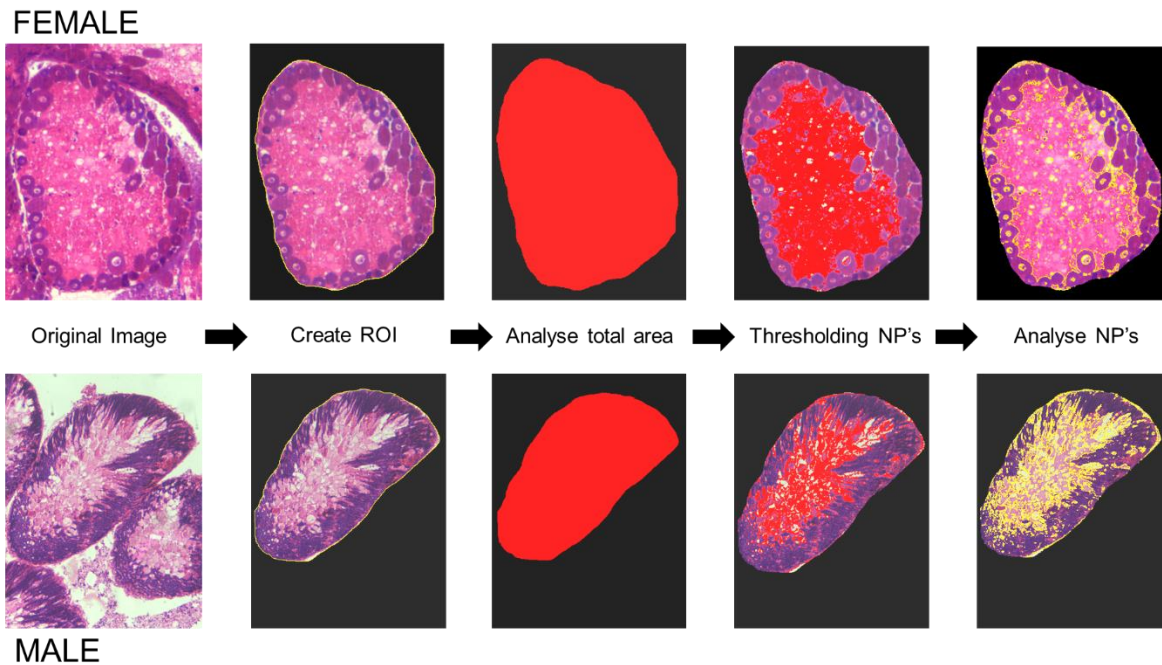 FEMALE
Original Image
Create ROI
Analyse total area
Thresholding NP's
Analyse NP's
MALE